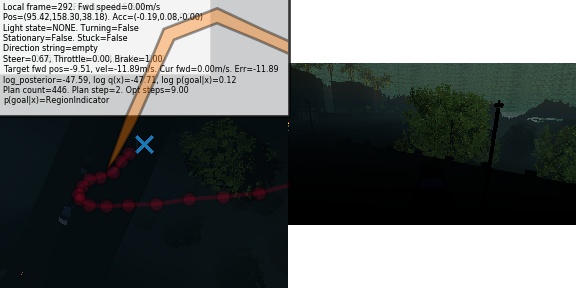 Local frame=292. Fwd speed=0.00m/s
Pos=(95.42,158.30,38.18). Acc=(-0.19,0.08,-0.00)
Light state=NONE. Turning=False
Stationary=False. Stuck=False
Direction string=empty
Steer=0.67, Throttle=0.00, Brake=1.00
Target fwd pos=-9.51, vel=-11.89m/s. Cur fwd=0.00m/s. Err=-11.89
log_posterior=-47.59, log q(x)=-47.71, log p(goal|x)=0.12
Plan count=446. Plan step=2. Opt steps=9.00
p(goal|x)=RegionIndicator